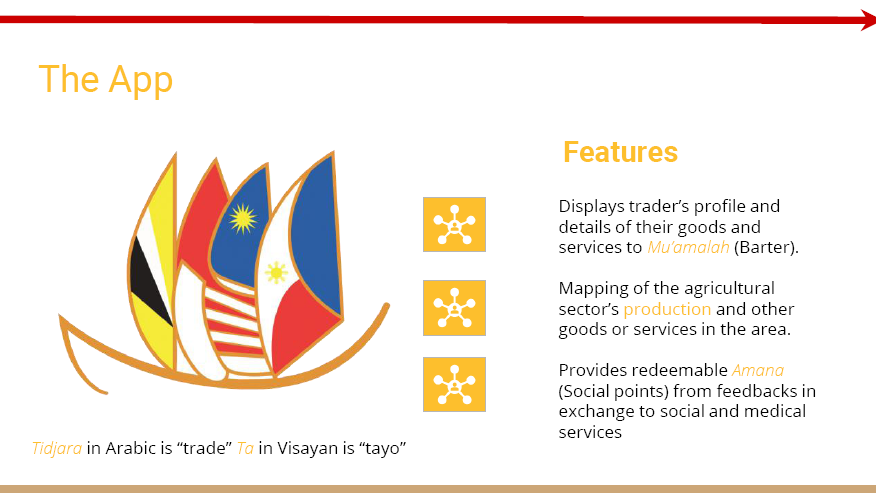 The App
Features
Displays trader’s profile and
details of their goods and
services to Mu’amalah (Barter).
Mapping of the agricultural
sector’s production and other
goods or services in the area.
Provides redeemable Amana
(Social points) from feedbacks in
exchange to social and medical
services
Tidjara in Arabic is “trade” Ta in Visayan is “tayo”